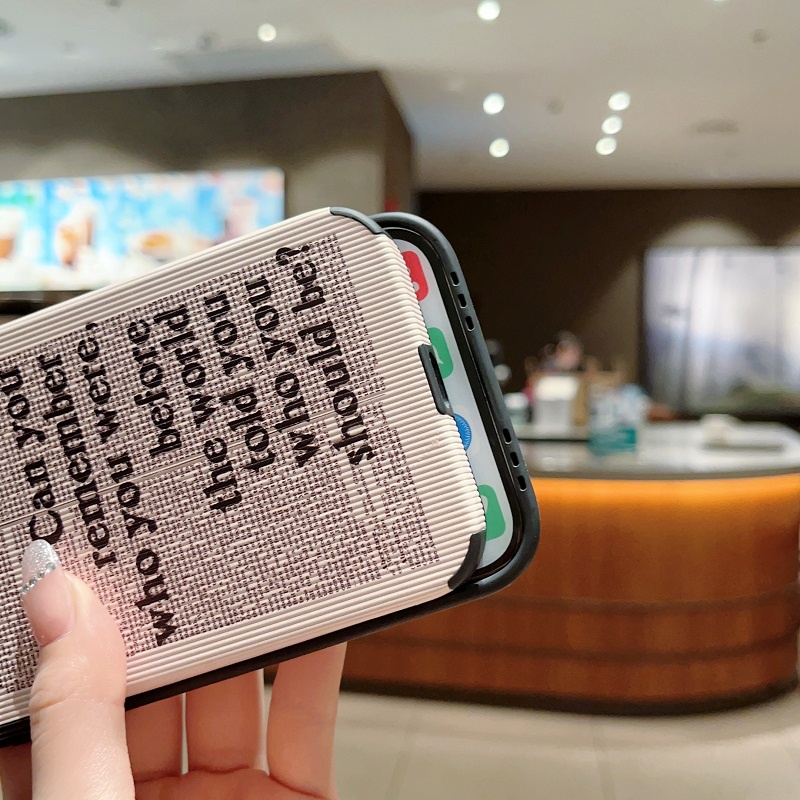 Can you
remember
who you were,
before
the world
told you
who you
should be?